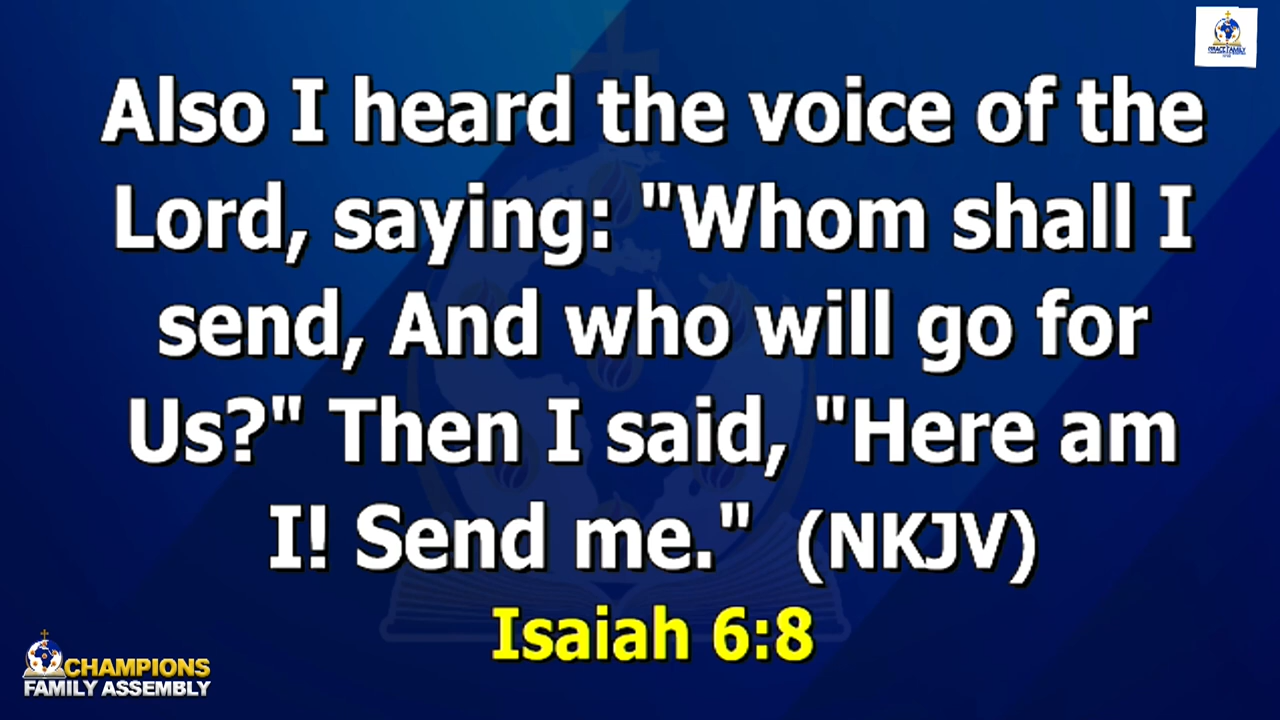 Also I heard the voice of the
Lord, saying: "Whom shall I
send, And who will go for
Us?" Then I said, "Here am
I! Send me."  (NKJV)
Isaiah 6:8
CHAMPIONS
FAMILY ASSEMBLY